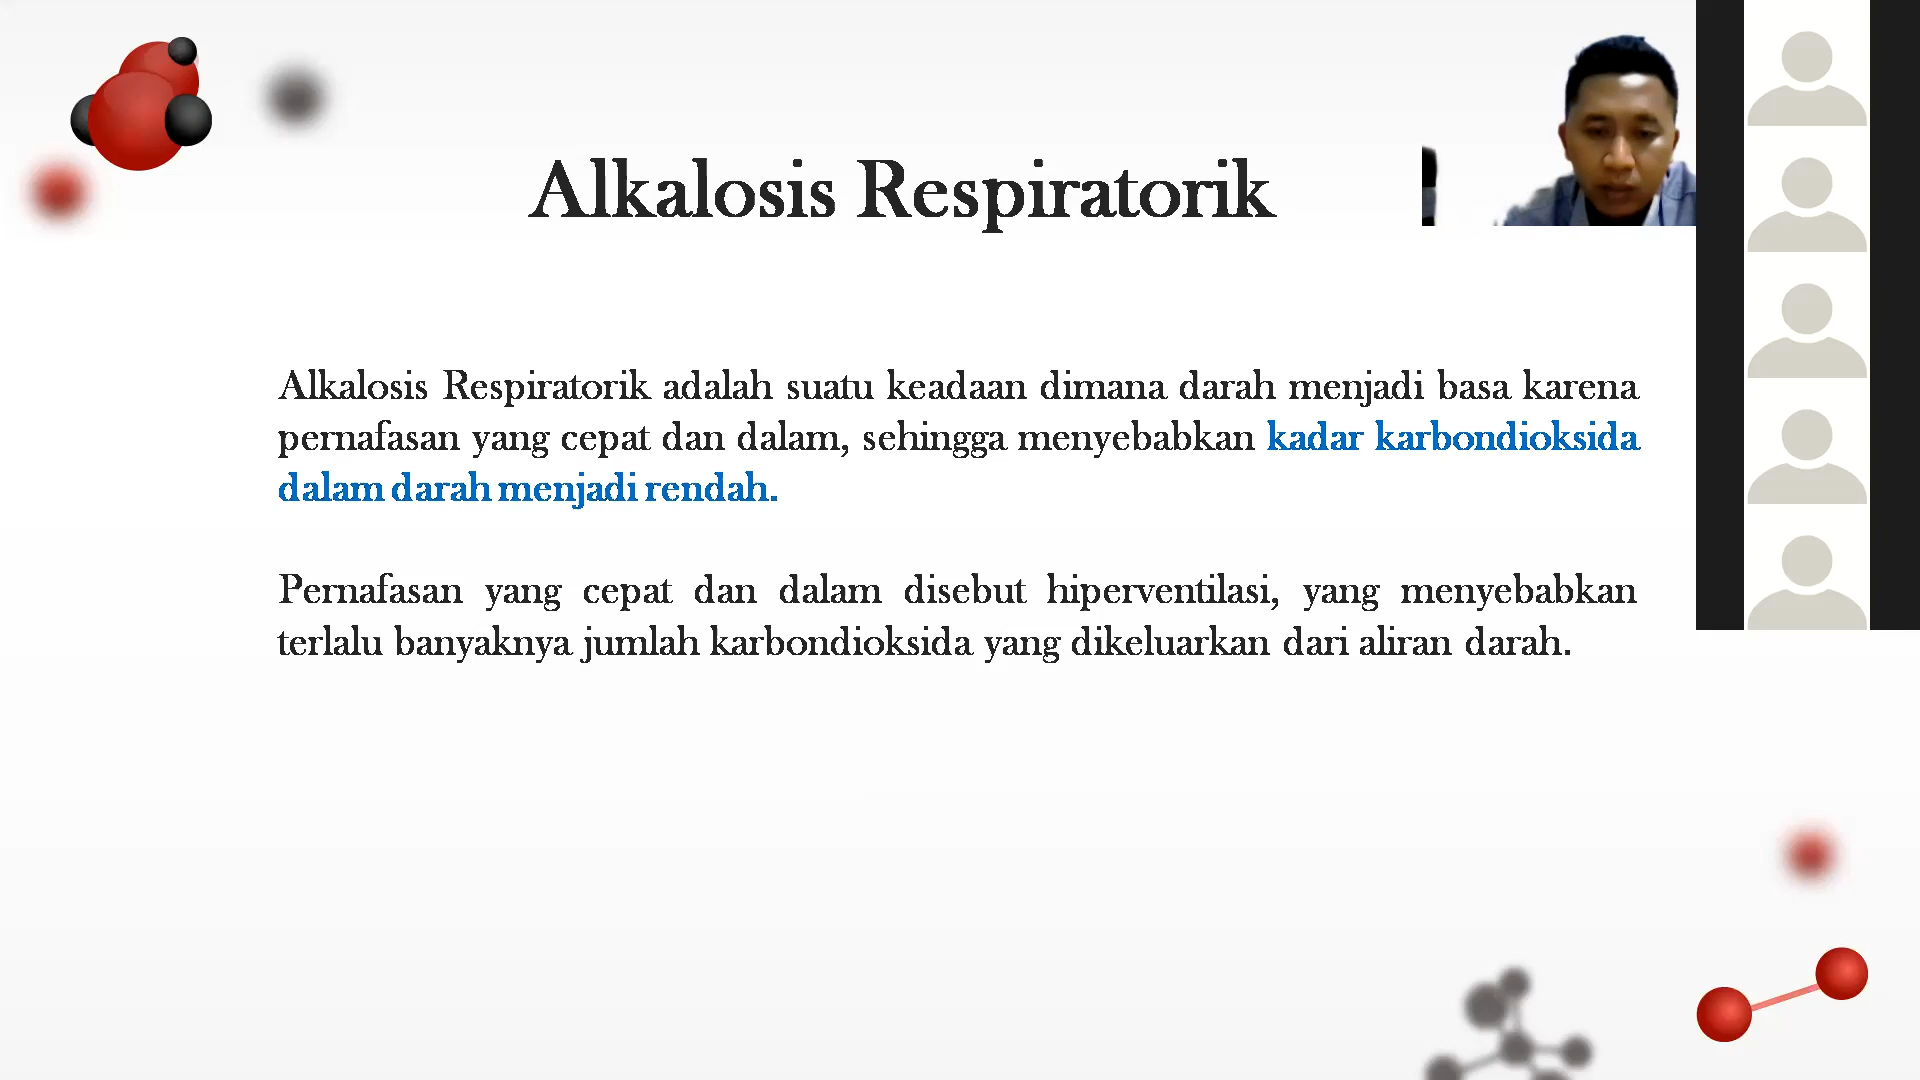 Alkalosis Respiratorik
Alkalosis Respiratorik adalah suatu keadaan dimana darah menjadi basa karena
pernafasan yang cepat dan dalam, sehingga menyebabkan kadar karbondioksida
dalam darah menjadi rendah.
Pernafasan yang cepat dan dalam disebut hiperventilasi, yang menyebabkan
terlalu banyaknya jumlah karbondioksida yang dikeluarkan dari aliran darah.